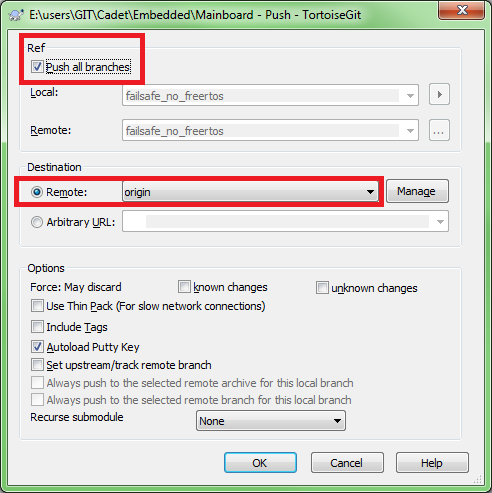 E:\users\GIT\Cadet\Embedded\Mainboard - Push - TortoiseGit
Ref
Push all branches
Local: failsafe_no_freertos
Remote: failsafe_no_freertos ...
Destination
Remote: origin Manage
Arbitrary URL:
Options
Force: May discard known changes unknown changes
Use Thin Pack (For slow network connections)
Include Tags
Autoload Putty Key
Set upstream/track remote branch
Always push to the selected remote archive for this local branch
Always push to the selected remote branch for this local branch
Recurse submodule None
OK Cancel Help